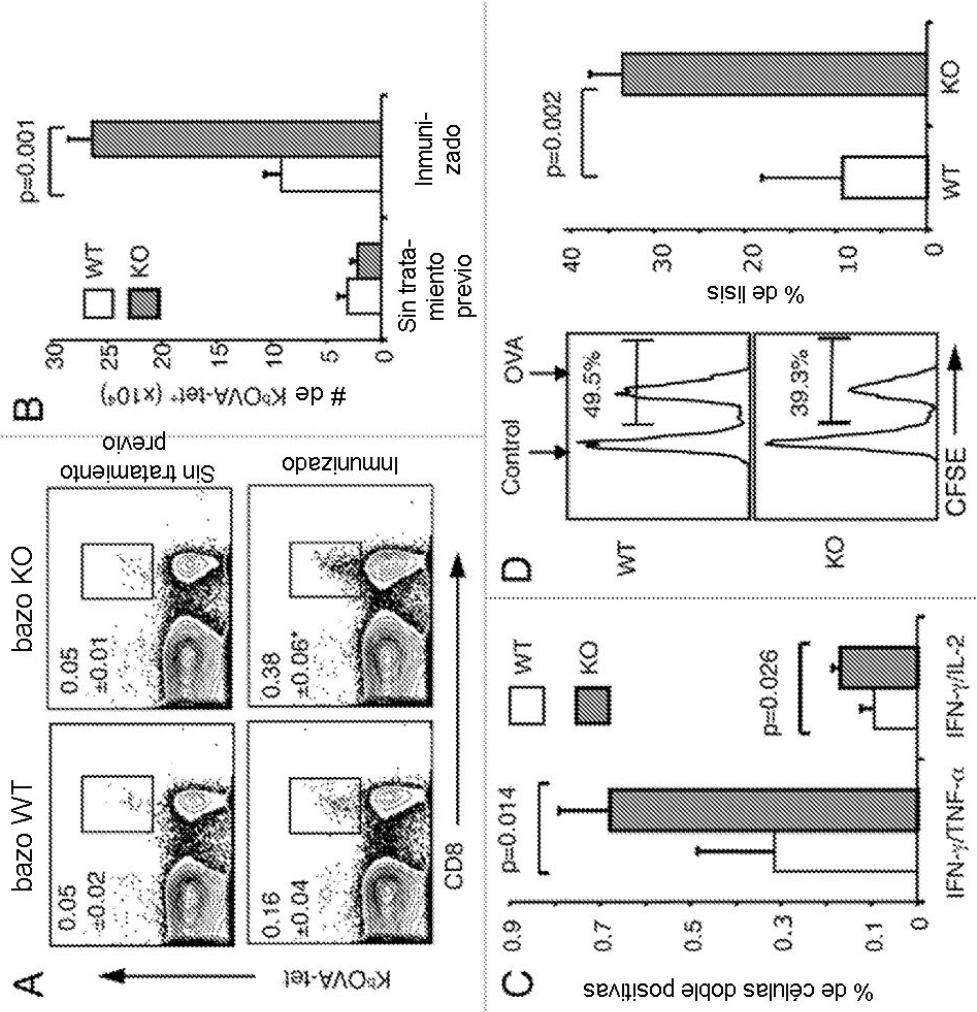 A
bazo WT
bazo KO
0.05
±0.02
0.05
±0.01
Sin tratamiento
previo
0.16
±0.04
0.38
±0.06*
Inmunizado
KᵇOVA-tet
CD8
B
# de KᵇOVA-tet⁺ (x10⁴)
30
25
20
15
10
5
0
WT
KO
p=0.001
Sin trata-
miento
previo
Inmuni-
zado
C
% de células doble positivas
0.9
0.7
0.5
0.3
0.1
0
p=0.014
WT
KO
p=0.026
IFN-γ/TNF-α
IFN-γ/IL-2
D
Control
OVA
WT
49.5%
KO
39.3%
CFSE
% de lisis
40
30
20
10
0
p=0.002
WT
KO